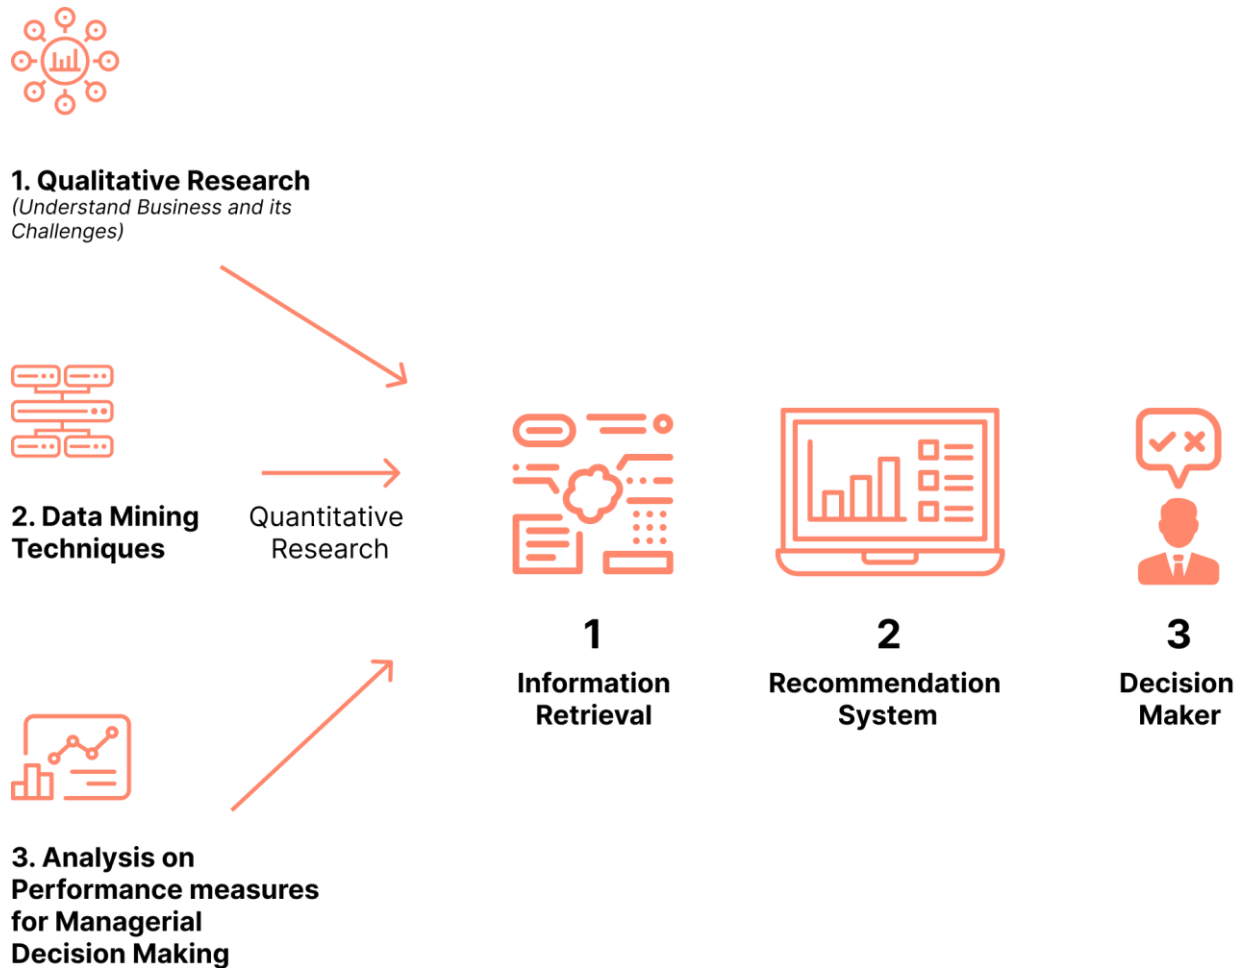 1. Qualitative Research
(Understand Business and its
Challenges)
2. Data Mining
Techniques
Quantitative
Research
3. Analysis on
Performance measures
for Managerial
Decision Making
1
Information
Retrieval
2
Recommendation
System
3
Decision
Maker